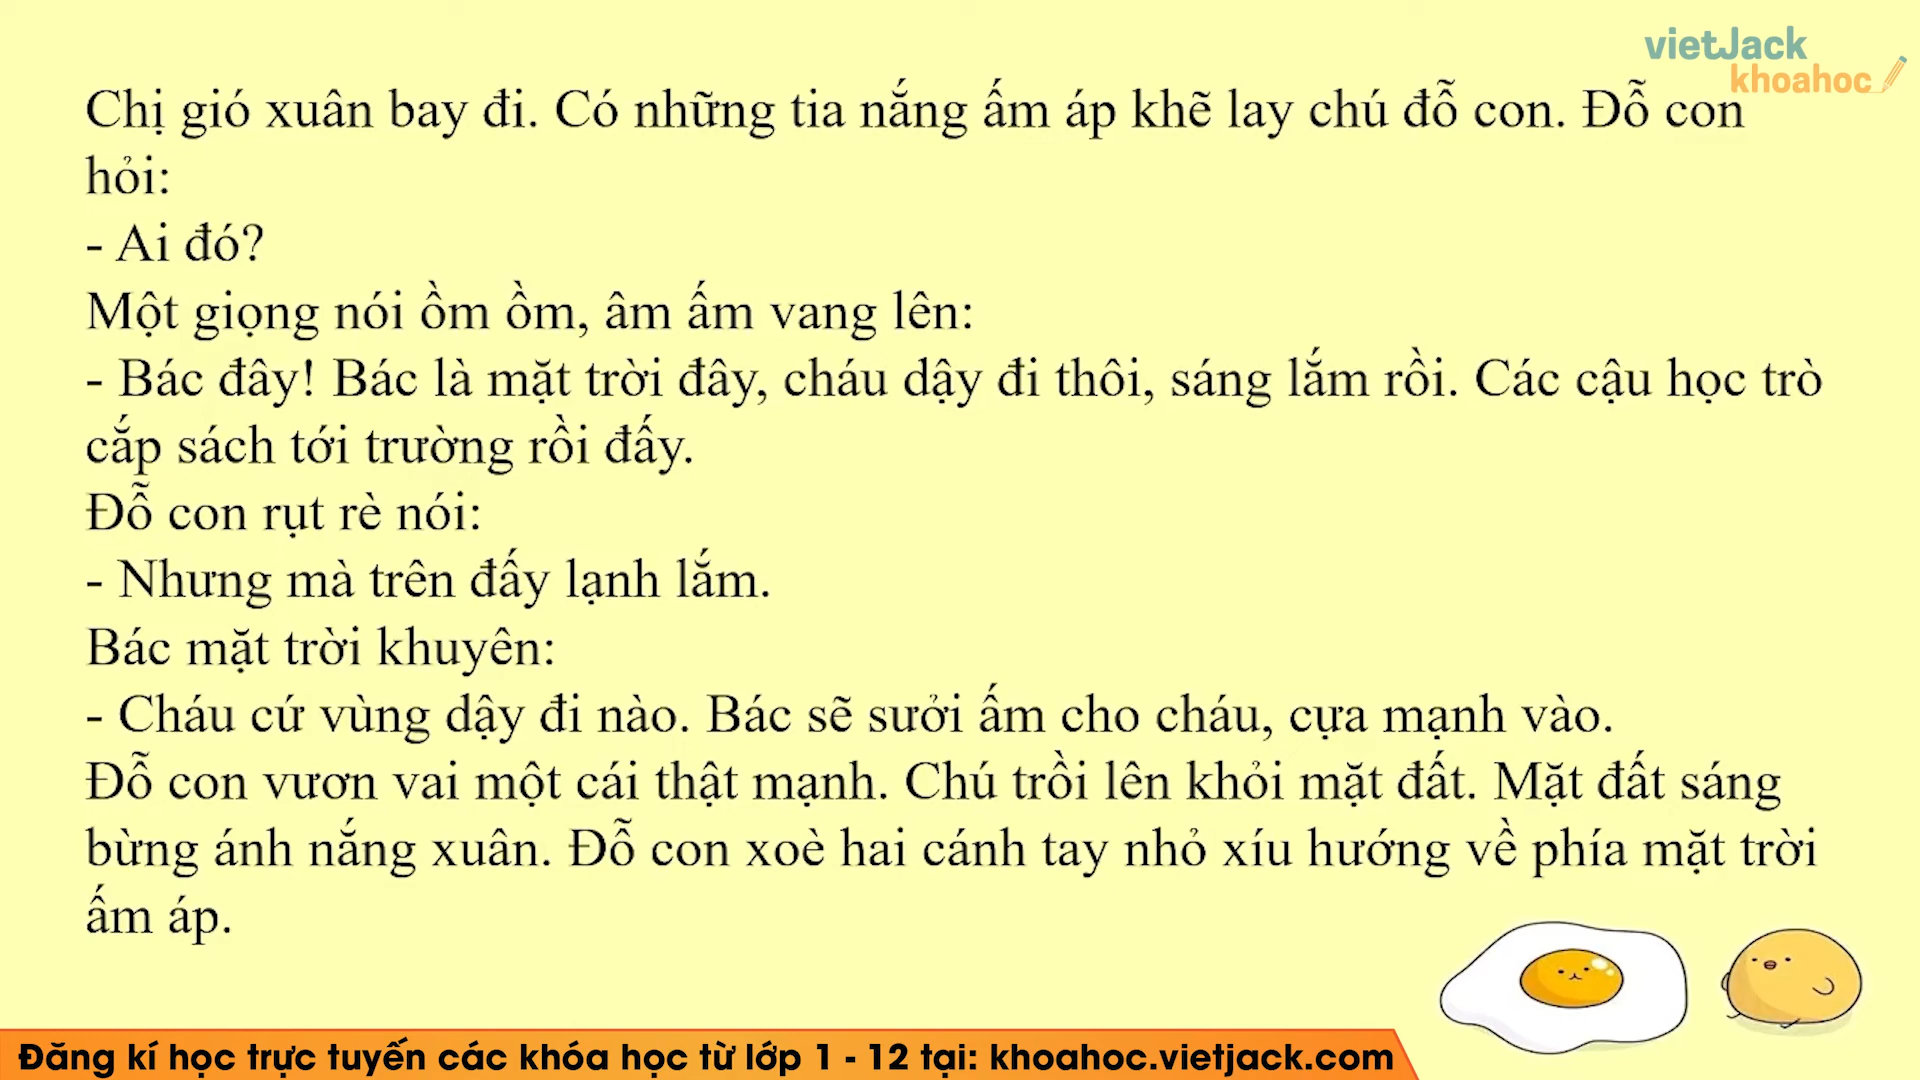 vietJack
khoahoc
Chị gió xuân bay đi. Có những tia nắng ấm áp khẽ lay chú đỗ con. Đỗ con
hỏi:
- Ai đó?
Một giọng nói ồm ồm, âm ấm vang lên:
- Bác đây! Bác là mặt trời đây, cháu dậy đi thôi, sáng lắm rồi. Các cậu học trò
cắp sách tới trường rồi đấy.
Đỗ con rụt rè nói:
- Nhưng mà trên đấy lạnh lắm.
Bác mặt trời khuyên:
- Cháu cứ vùng dậy đi nào. Bác sẽ sưởi ấm cho cháu, cựa mạnh vào.
Đỗ con vươn vai một cái thật mạnh. Chú trồi lên khỏi mặt đất. Mặt đất sáng
bừng ánh nắng xuân. Đỗ con xoè hai cánh tay nhỏ xíu hướng về phía mặt trời
ấm áp.
Đăng kí học trực tuyến các khóa học từ lớp 1 - 12 tại: khoahoc.vietjack.com